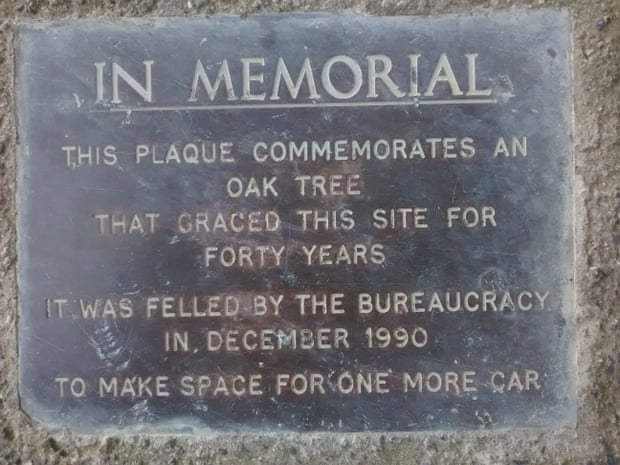 IN MEMORIAL
THIS PLAQUE COMMEMORATES AN
OAK TREE
THAT GRACED THIS SITE FOR
FORTY YEARS
IT WAS FELLED BY THE BUREAUCRACY
IN DECEMBER 1990
TO MAKE SPACE FOR ONE MORE CAR